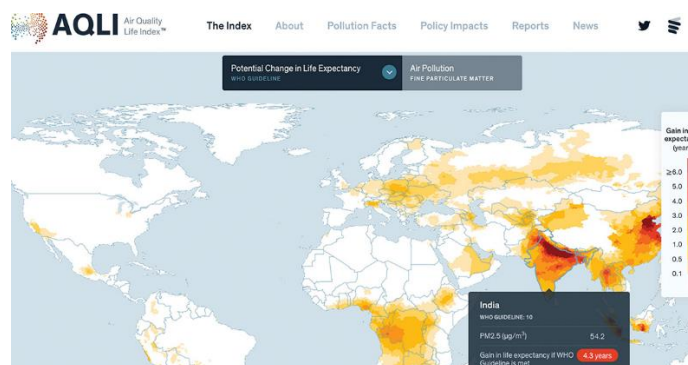 AQLI Air Quality
Life Index™
The Index About Pollution Facts Policy Impacts Reports News
Potential Change in Life Expectancy
WHO GUIDELINE
Air Pollution
FINE PARTICULATE MATTER
Gain in
expecta
(year
≥6.0
5.0
4.0
3.0
2.0
1.0
0.5
0.1
India
WHO GUIDELINE: 10
PM2.5 (µg/m³) 54.2
Gain in life expectancy if WHO 4.3 years
Guideline is met